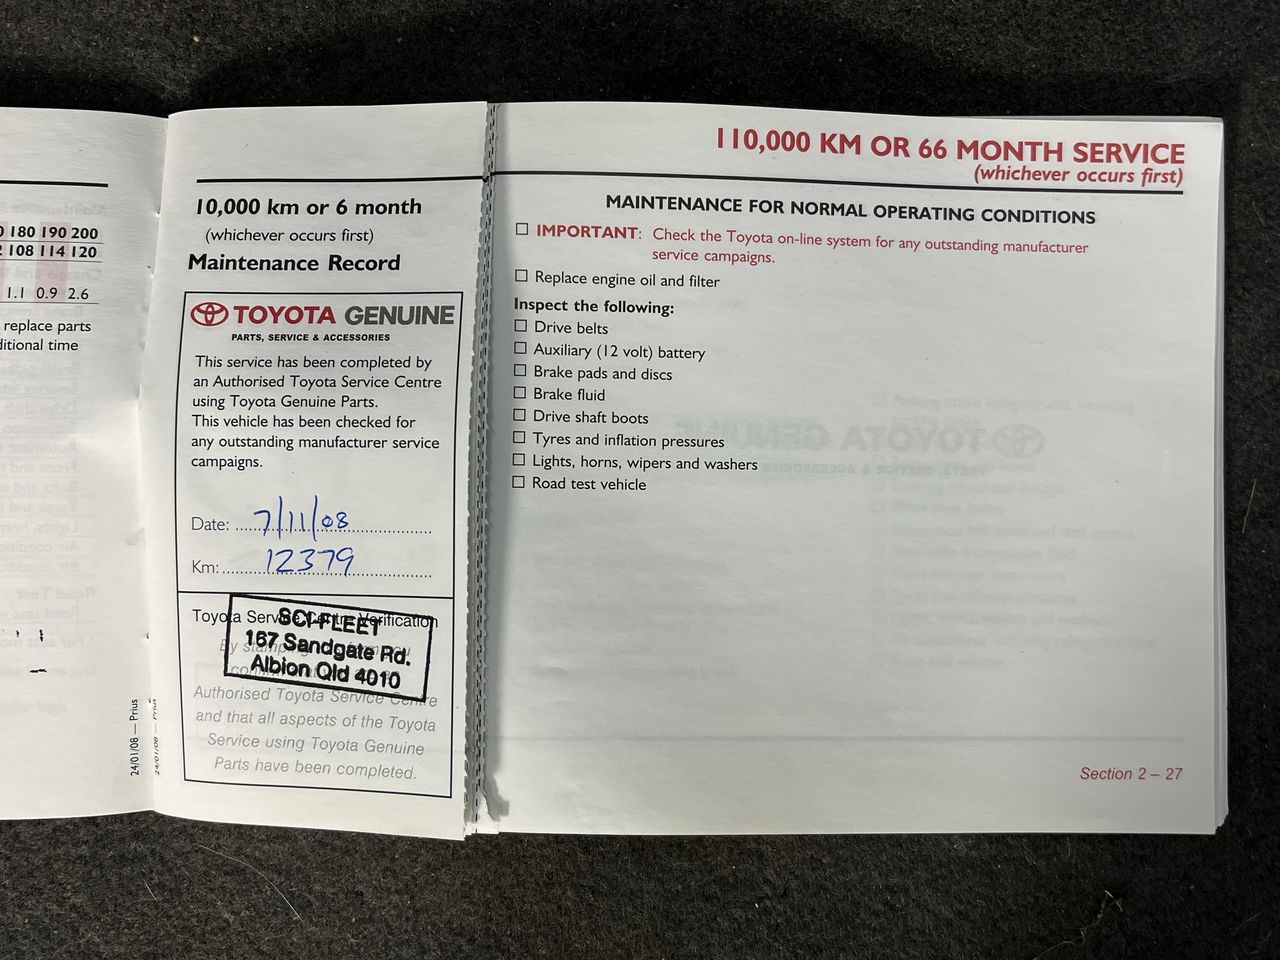 180 190 200
108 114 120
1.1 0.9 2.6
replace parts
time
24/01/08 — Prius
24/01/08 — Prius
10,000 km or 6 month
(whichever occurs first)
Maintenance Record
TOYOTA GENUINE
PARTS, SERVICE & ACCESSORIES
This service has been completed by
an Authorised Toyota Service Centre
using Toyota Genuine Parts.
This vehicle has been checked for
any outstanding manufacturer service
campaigns.
Date: 7/11/08
Km: 12379
Toyota Service Centre Verification
SCI-FLEET
167 Sandgate Rd.
Albion Qld 4010
By stamping
Authorised Toyota Service Centre
and that all aspects of the Toyota
Service using Toyota Genuine
Parts have been completed.
110,000 KM OR 66 MONTH SERVICE
(whichever occurs first)
MAINTENANCE FOR NORMAL OPERATING CONDITIONS
☐ IMPORTANT: Check the Toyota on-line system for any outstanding manufacturer
service campaigns.
☐ Replace engine oil and filter
Inspect the following:
☐ Drive belts
☐ Auxiliary (12 volt) battery
☐ Brake pads and discs
☐ Brake fluid
☐ Drive shaft boots
☐ Tyres and inflation pressures
☐ Lights, horns, wipers and washers
☐ Road test vehicle
Section 2 – 27